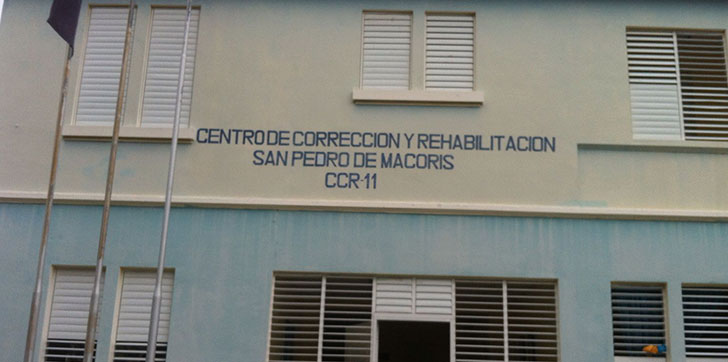 CENTRO DE CORRECCION Y REHABILITACION
SAN PEDRO DE MACORIS
CCR-11